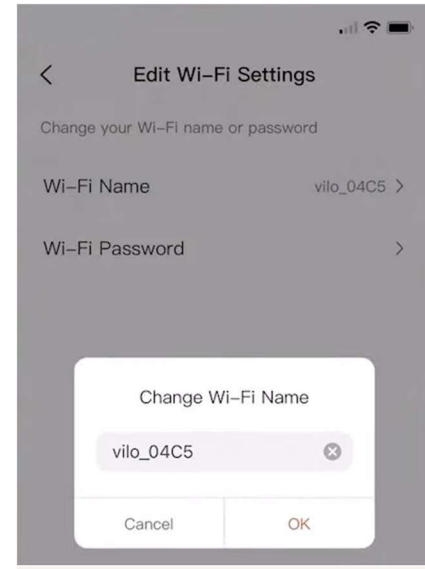 Edit Wi-Fi Settings
Change your Wi-Fi name or password
Wi-Fi Name vilo_04C5
Wi-Fi Password
Change Wi-Fi Name
vilo_04C5
Cancel OK